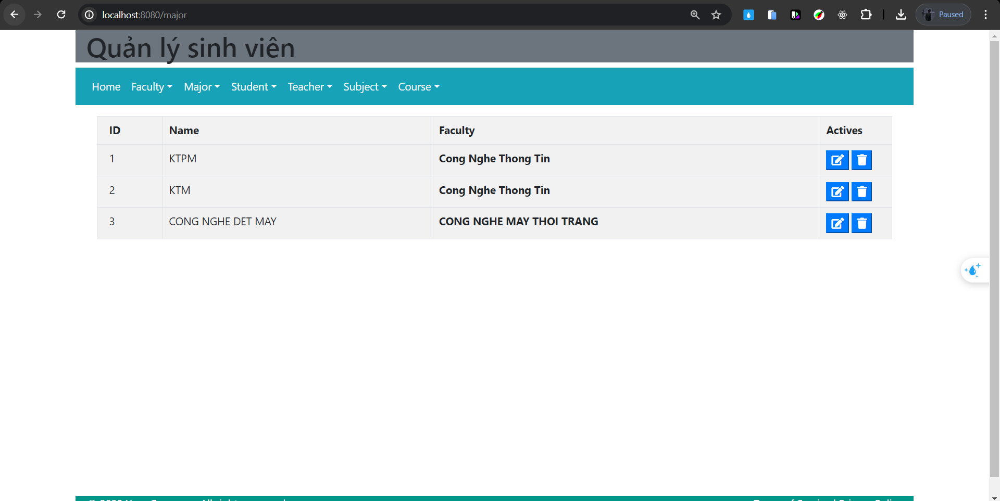 localhost:8080/major
Paused
Quản lý sinh viên
Home Faculty Major Student Teacher Subject Course
ID Name Faculty Actives
1 KTPM Cong Nghe Thong Tin
2 KTM Cong Nghe Thong Tin
3 CONG NGHE DET MAY CONG NGHE MAY THOI TRANG